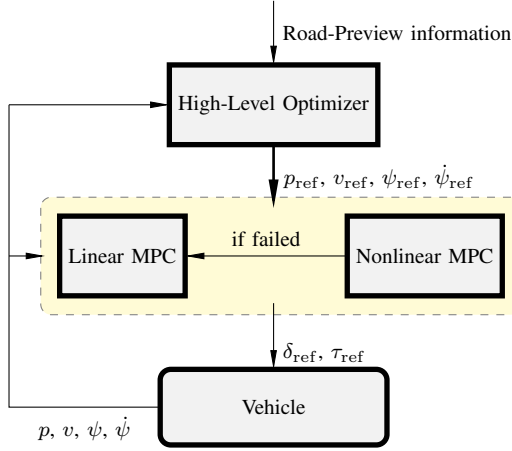 Road-Preview information
High-Level Optimizer
p_ref, v_ref, ψ_ref, ψ̇_ref
Linear MPC
if failed
Nonlinear MPC
δ_ref, τ_ref
Vehicle
p, v, ψ, ψ̇